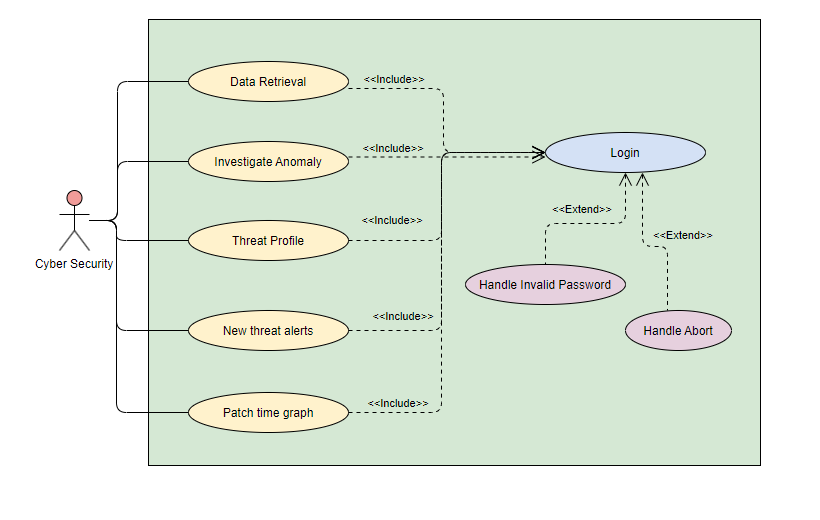 Data Retrieval
<<Include>>
Investigate Anomaly
<<Include>>
Login
Threat Profile
<<Include>>
<<Extend>>
<<Extend>>
Cyber Security
Handle Invalid Password
New threat alerts
<<Include>>
Handle Abort
Patch time graph
<<Include>>